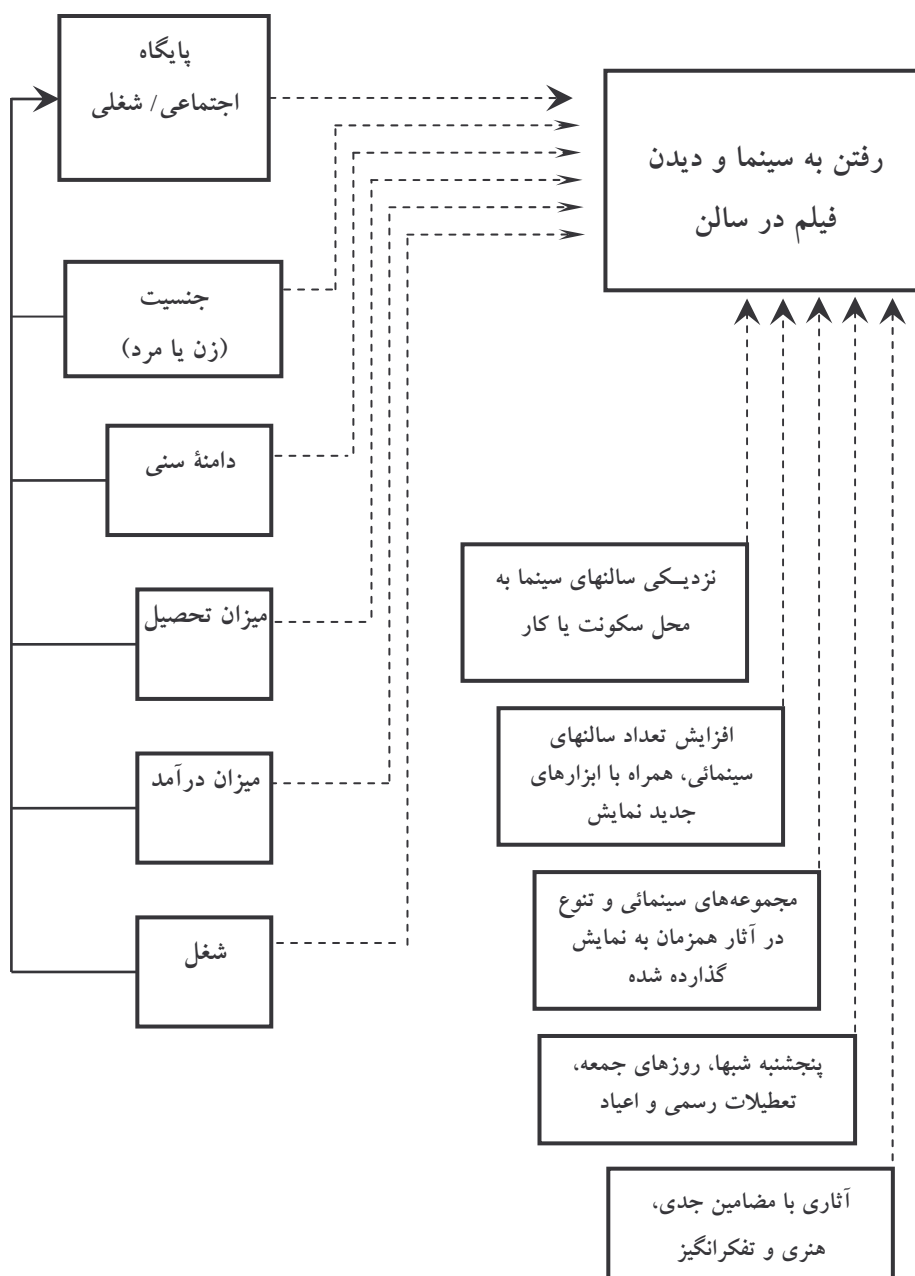 پایگاه
اجتماعی/ شغلی
رفتن به سینما و دیدن
فیلم در سالن
جنسیت
(زن یا مرد)
دامنهٔ سنی
میزان تحصیل
میزان درآمد
شغل
نزدیـکی سالنهای سینما به
محل سکونت یا کار
افزایش تعداد سالنهای
سینمائی، همراه با ابزارهای
جدید نمایش
مجموعه‌های سینمائی و تنوع
در آثار همزمان به نمایش
گذارده شده
پنجشنبه شبها، روزهای جمعه،
تعطیلات رسمی و اعیاد
آثاری با مضامین جدی،
هنری و تفکرانگیز